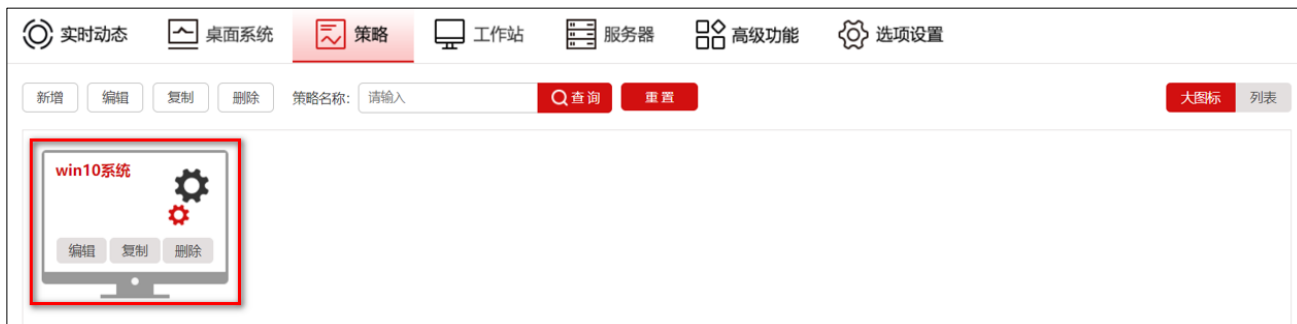 实时动态 桌面系统 策略 工作站 服务器 高级功能 选项设置
新增 编辑 复制 删除 策略名称: 请输入 查询 重置 大图标 列表
win10系统
编辑 复制 删除